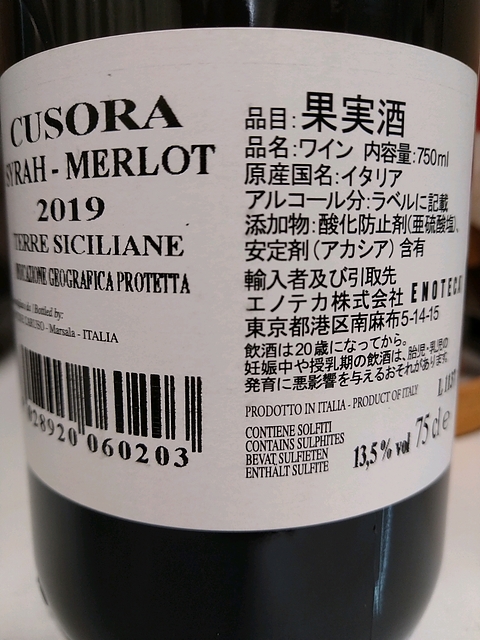 CUSORA
SYRAH - MERLOT
2019
TERRE SICILIANE
INDICAZIONE GEOGRAFICA PROTETTA
Bottled by:
CARUSO - Marsala - ITALIA
028920 060203
品目:果実酒
品名:ワイン 内容量:750ml
原産国名:イタリア
アルコール分:ラベルに記載
添加物:酸化防止剤(亜硫酸塩)、
安定剤(アカシア)含有
輸入者及び引取先
エノテカ株式会社 ENOTECA
東京都港区南麻布5-14-15
飲酒は20歳になってから。
妊娠中や授乳期の飲酒は、胎児・乳児の
発育に悪影響を与えるおそれがあります。
PRODOTTO IN ITALIA - PRODUCT OF ITALY
CONTIENE SOLFITI
CONTAINS SULPHITES
BEVAT SULFIETEN
ENTHÄLT SULFITE
13,5% vol 75 cl e